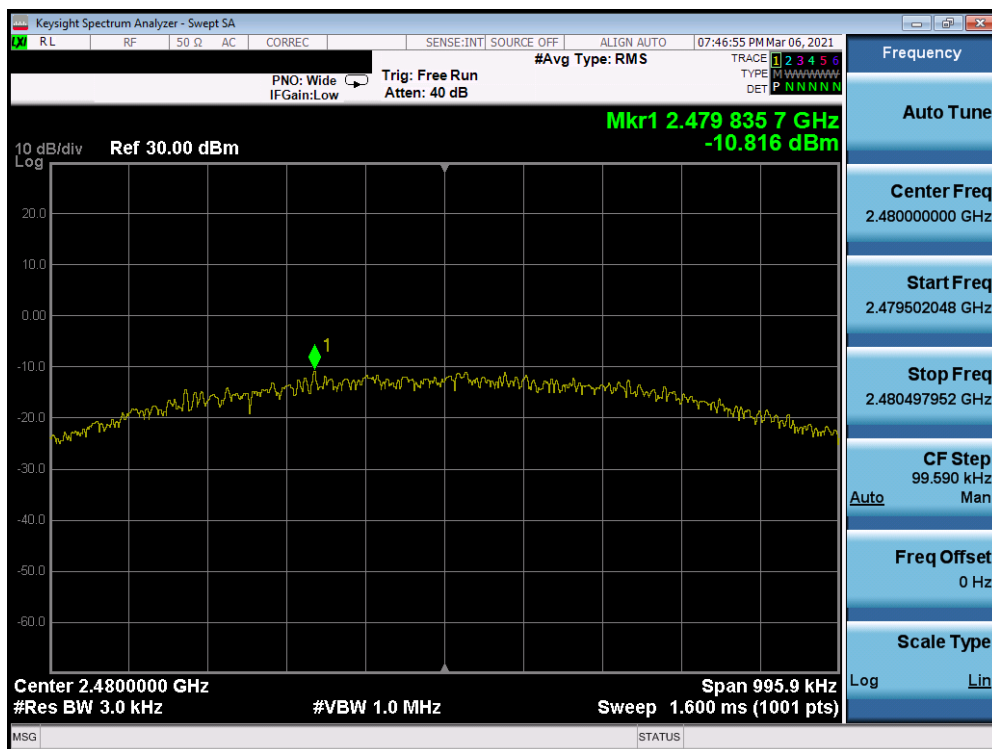 Keysight Spectrum Analyzer - Swept SA
LXI RL RF 50 Ω AC CORREC SENSE:INT SOURCE OFF ALIGN AUTO 07:46:55 PM Mar 06, 2021
#Avg Type: RMS
TRACE 1 2 3 4 5 6
PNO: Wide Trig: Free Run TYPE M WWWWW
IFGain:Low Atten: 40 dB DET P N N N N N
Mkr1 2.479 835 7 GHz
-10.816 dBm
10 dB/div Ref 30.00 dBm
Log
20.0
10.0
0.00
1
-10.0
-20.0
-30.0
-40.0
-50.0
-60.0
Center 2.4800000 GHz Span 995.9 kHz
#Res BW 3.0 kHz #VBW 1.0 MHz Sweep 1.600 ms (1001 pts)
MSG STATUS
Frequency
Auto Tune
Center Freq
2.480000000 GHz
Start Freq
2.479502048 GHz
Stop Freq
2.480497952 GHz
CF Step
99.590 kHz
Auto Man
Freq Offset
0 Hz
Scale Type
Log Lin